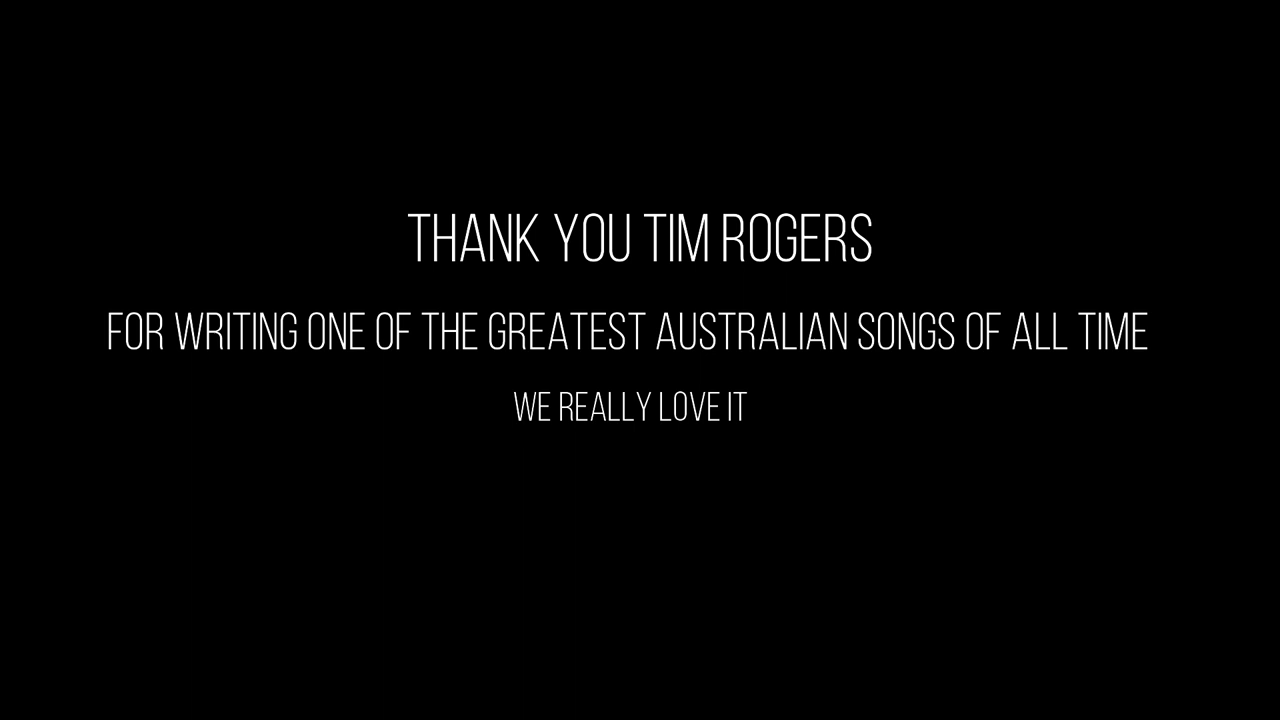 THANK YOU TIM ROGERS
FOR WRITING ONE OF THE GREATEST AUSTRALIAN SONGS OF ALL TIME
WE REALLY LOVE IT